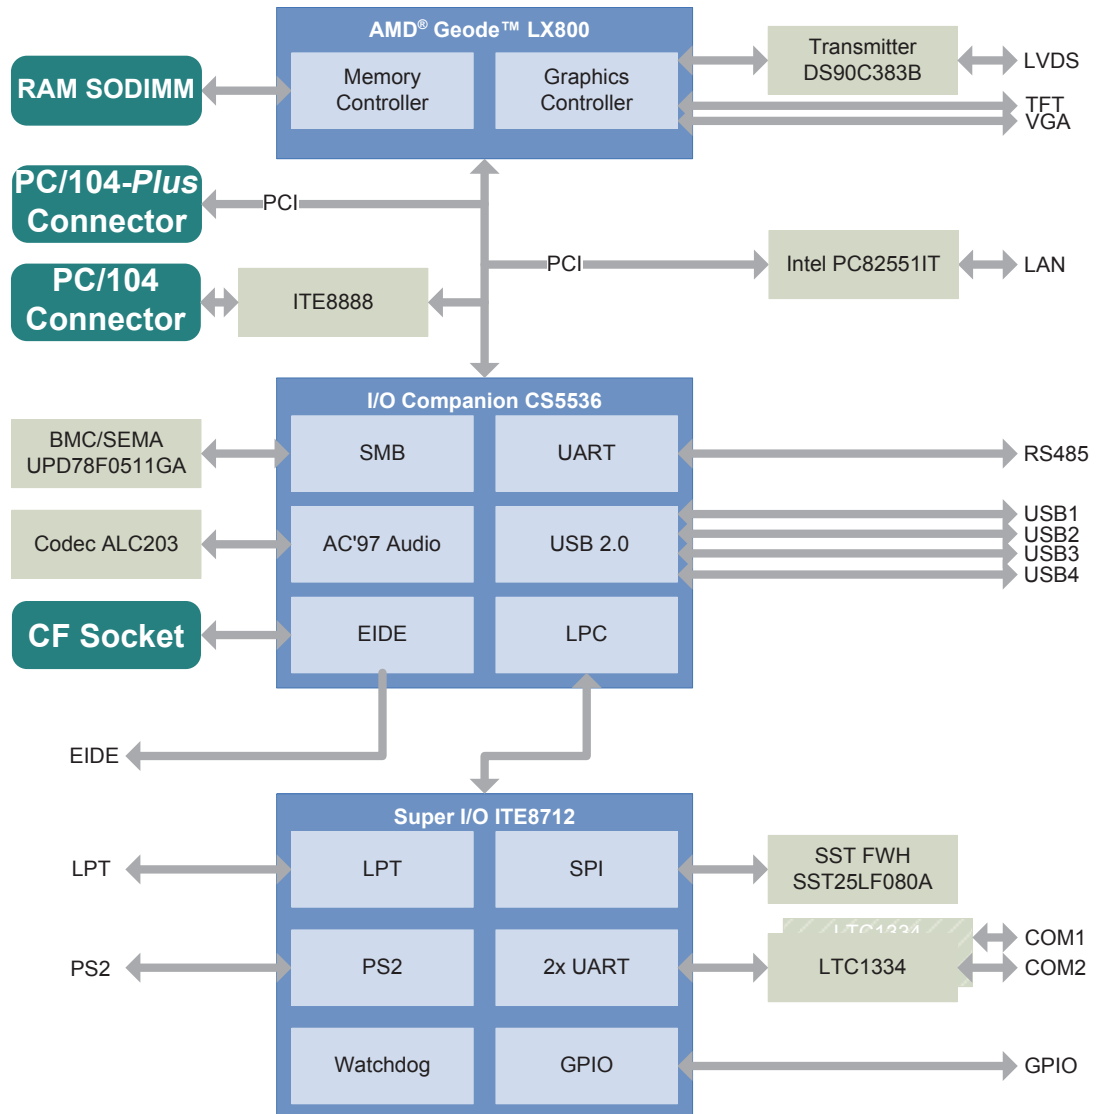 AMD® Geode™ LX800
RAM SODIMM
Memory
Controller
Graphics
Controller
Transmitter
DS90C383B
LVDS
TFT
VGA
PC/104-Plus
Connector
PCI
PCI
Intel PC82551IT
LAN
PC/104
Connector
ITE8888
I/O Companion CS5536
BMC/SEMA
UPD78F0511GA
SMB
UART
RS485
Codec ALC203
AC'97 Audio
USB 2.0
USB1
USB2
USB3
USB4
CF Socket
EIDE
LPC
EIDE
Super I/O ITE8712
LPT
LPT
SPI
SST FWH
SST25LF080A
LTC1334
COM1
PS2
PS2
2x UART
LTC1334
COM2
Watchdog
GPIO
GPIO